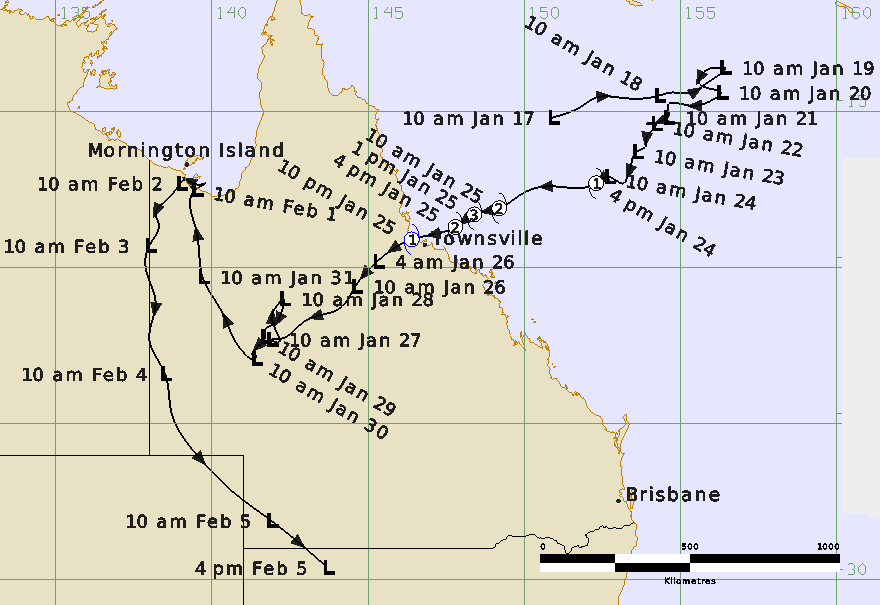 135
140
145
150
155
160
10 am Jan 18
10 am Jan 19
10 am Jan 20
15
10 am Jan 17
10 am Jan 21
10 am Jan 22
10 am Jan 23
10 am Jan 24
4 pm Jan 24
10 am Jan 25
1 pm Jan 25
4 pm Jan 25
10 pm Jan 25
Mornington Island
10 am Feb 2
10 am Feb 1
1
2
3
2
1
Townsville
10 am Feb 3
4 am Jan 26
10 am Jan 31
10 am Jan 26
10 am Jan 28
10 am Jan 27
10 am Jan 29
10 am Jan 30
10 am Feb 4
Brisbane
10 am Feb 5
4 pm Feb 5
0
500
1000
Kilometres
30